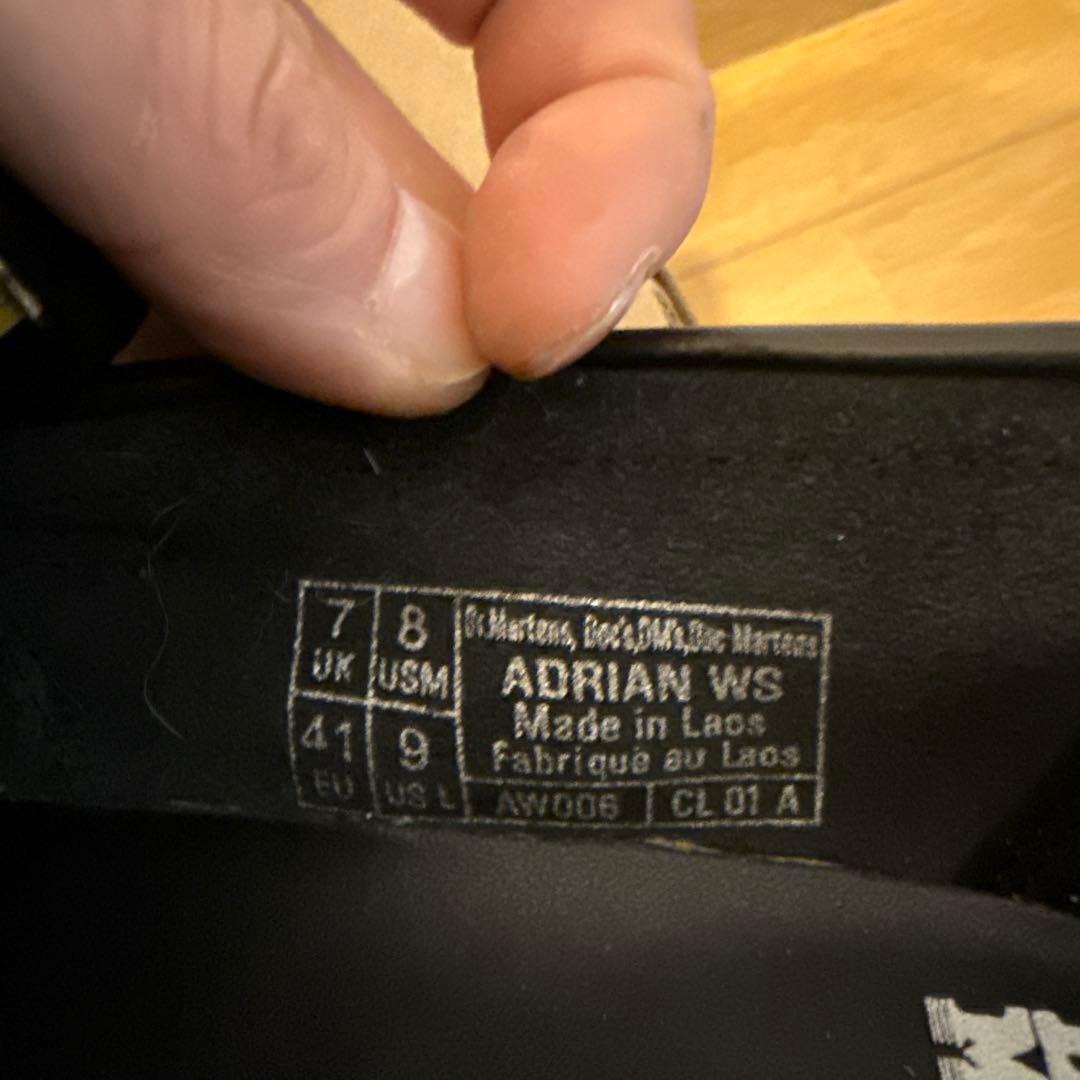 7
UK
8
USM
41
EU
9
US L
Dr.Martens, Doc's,DM's,Doc Martens
ADRIAN WS
Made in Laos
Fabriqué au Laos
AW006
CL 01 A